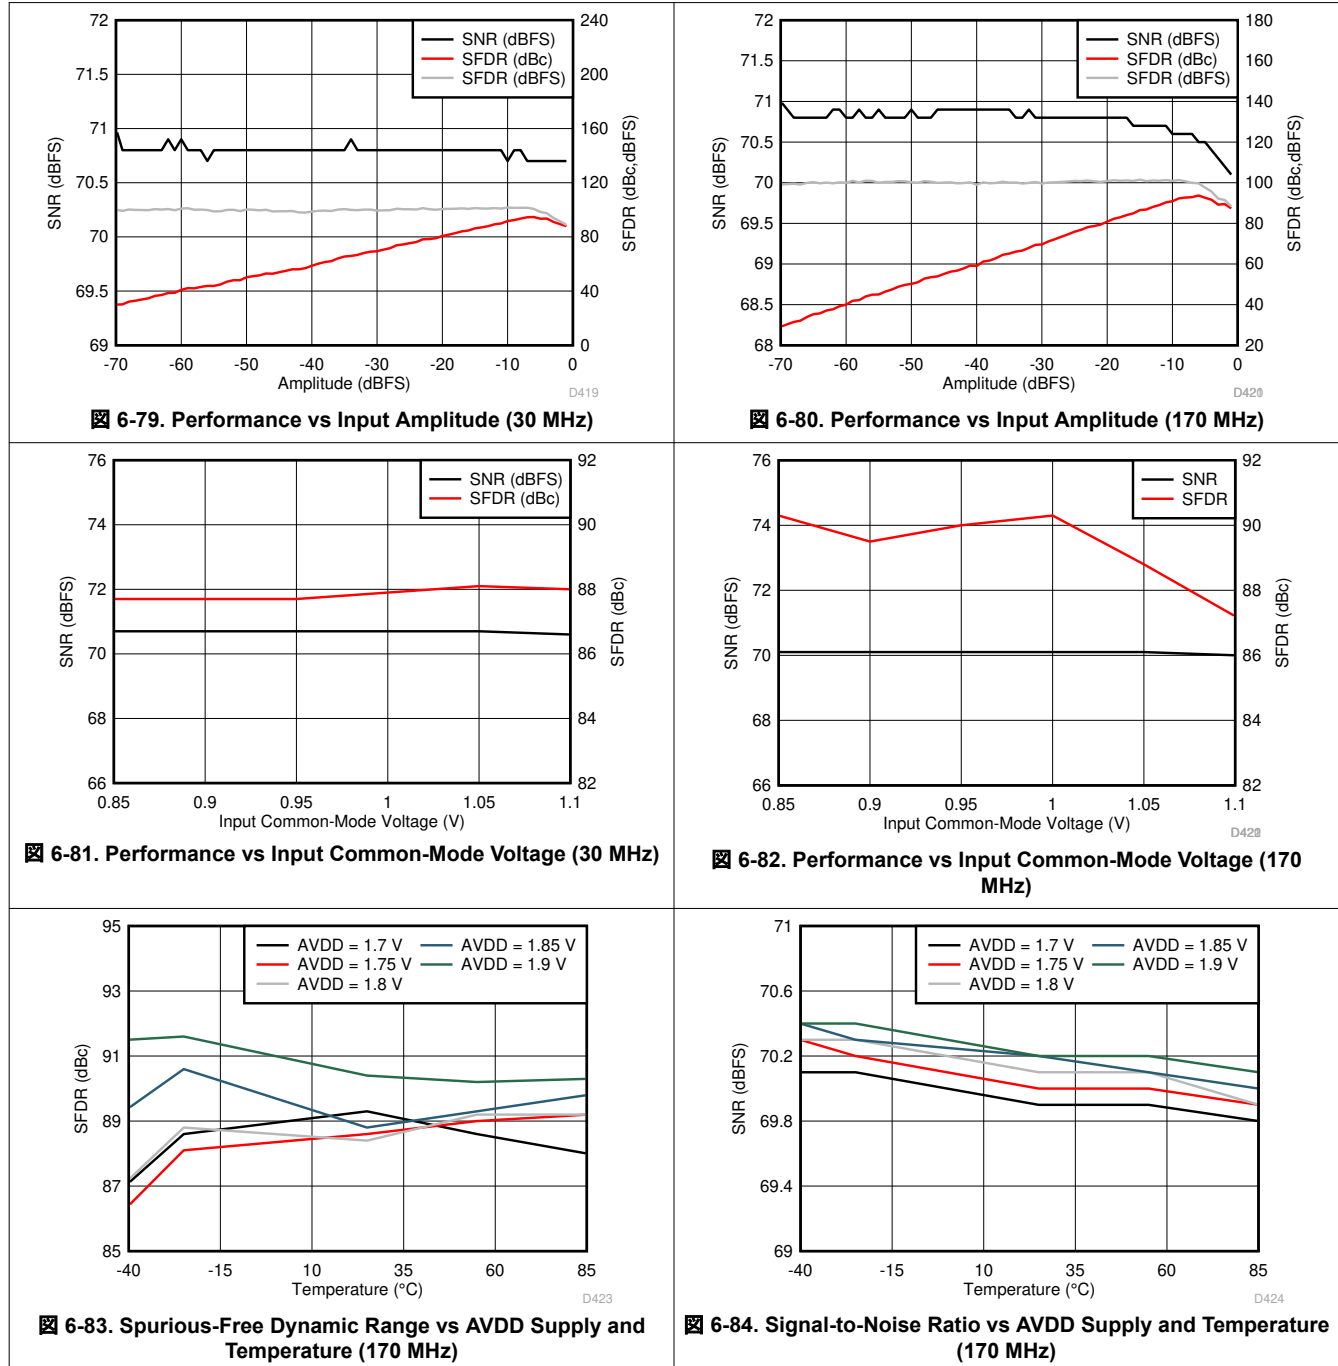 72
71.5
71
70.5
70
69.5
69
240
200
160
120
80
40
0
SNR (dBFS)
SFDR (dBc)
SFDR (dBFS)
SNR (dBFS)
SFDR (dBc,dBFS)
-70 -60 -50 -40 -30 -20 -10 0
Amplitude (dBFS)
D419
図 6-79. Performance vs Input Amplitude (30 MHz)
72
71.5
71
70.5
70
69.5
69
68.5
68
180
160
140
120
100
80
60
40
20
SNR (dBFS)
SFDR (dBc)
SFDR (dBFS)
SNR (dBFS)
SFDR (dBc,dBFS)
-70 -60 -50 -40 -30 -20 -10 0
Amplitude (dBFS)
図 6-80. Performance vs Input Amplitude (170 MHz)
76
74
72
70
68
66
92
90
88
86
84
82
SNR (dBFS)
SFDR (dBc)
SNR (dBFS)
SFDR (dBc)
0.85 0.9 0.95 1 1.05 1.1
Input Common-Mode Voltage (V)
図 6-81. Performance vs Input Common-Mode Voltage (30 MHz)
76
74
72
70
68
66
92
90
88
86
84
82
SNR
SFDR
SNR (dBFS)
SFDR (dBc)
0.85 0.9 0.95 1 1.05 1.1
Input Common-Mode Voltage (V)
図 6-82. Performance vs Input Common-Mode Voltage (170
MHz)
95
93
91
89
87
85
AVDD = 1.7 V
AVDD = 1.75 V
AVDD = 1.8 V
AVDD = 1.85 V
AVDD = 1.9 V
SFDR (dBc)
-40 -15 10 35 60 85
Temperature (°C)
D423
図 6-83. Spurious-Free Dynamic Range vs AVDD Supply and
Temperature (170 MHz)
71
70.6
70.2
69.8
69.4
69
AVDD = 1.7 V
AVDD = 1.75 V
AVDD = 1.8 V
AVDD = 1.85 V
AVDD = 1.9 V
SNR (dBFS)
-40 -15 10 35 60 85
Temperature (°C)
D424
図 6-84. Signal-to-Noise Ratio vs AVDD Supply and Temperature
(170 MHz)